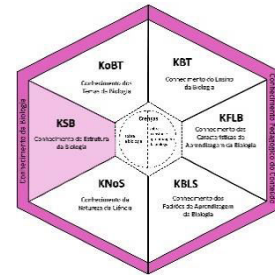 KoBT
Conhecimento dos
Temas de Biologia
KBT
Conhecimento do Ensino
da Biologia
KSB
Conhecimento da Estrutura
da Biologia
Crenças
KFLB
Conhecimento das
Características de
Aprendizagem da Biologia
KNoS
Conhecimento da
Natureza da Ciência
KBLS
Conhecimento dos
Padrões de Aprendizagem
da Biologia
Conhecimento da Biologia
Conhecimento Pedagógico do Conteúdo